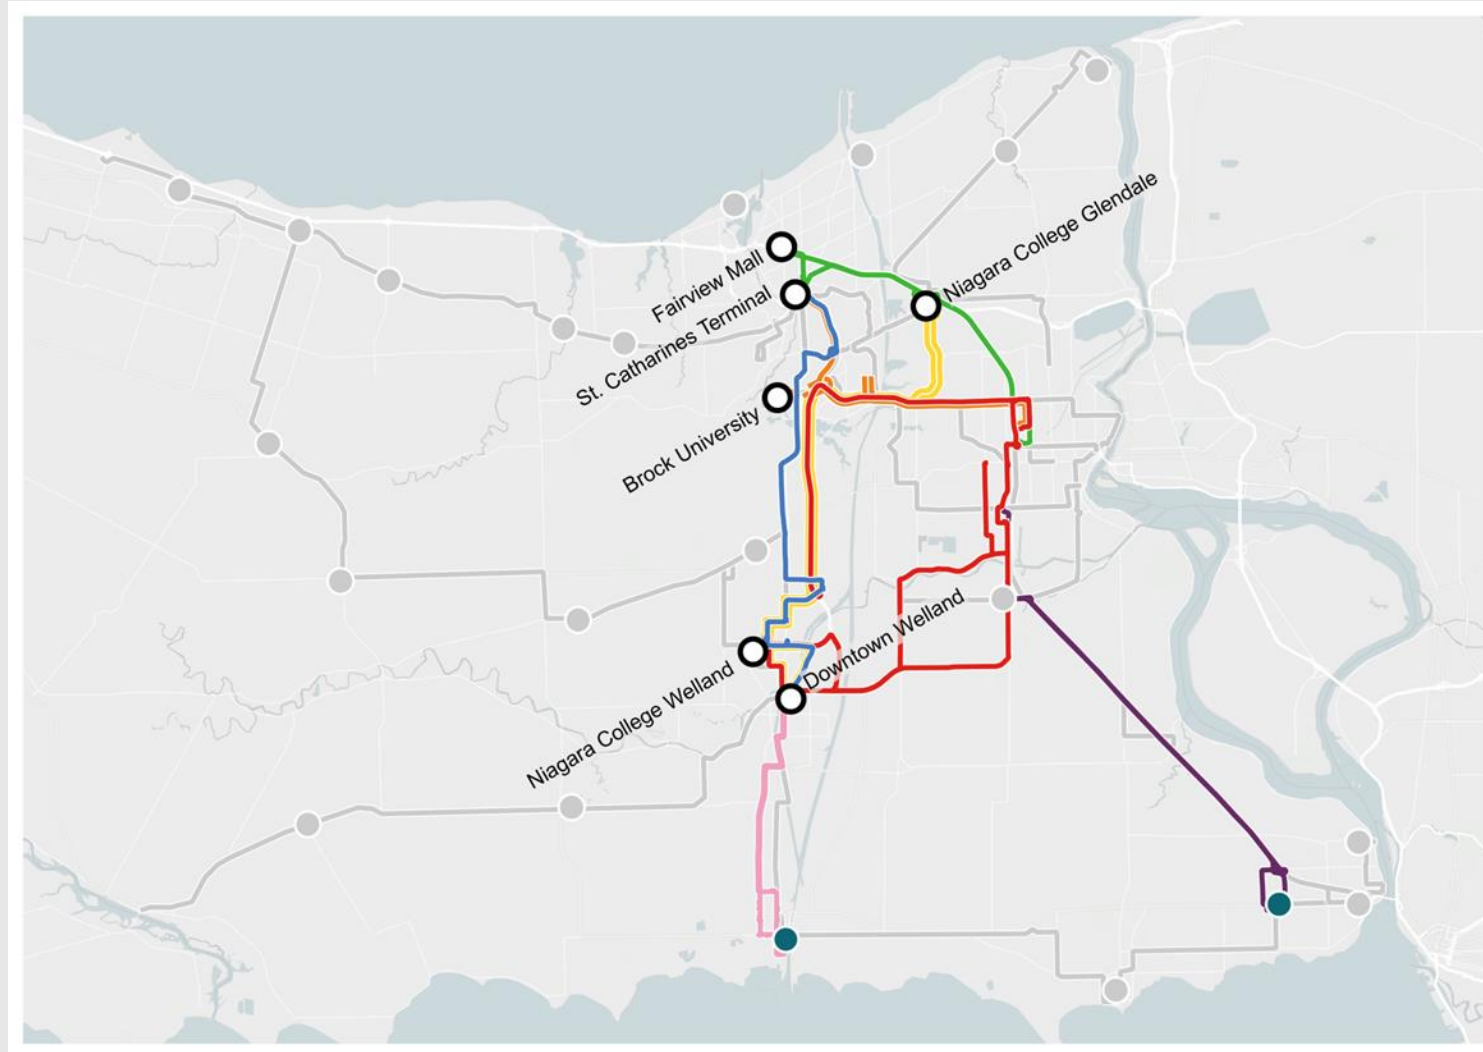 Niagara College Glendale
Fairview Mall
St. Catharines Terminal
Brock University
Downtown Welland
Niagara College Welland